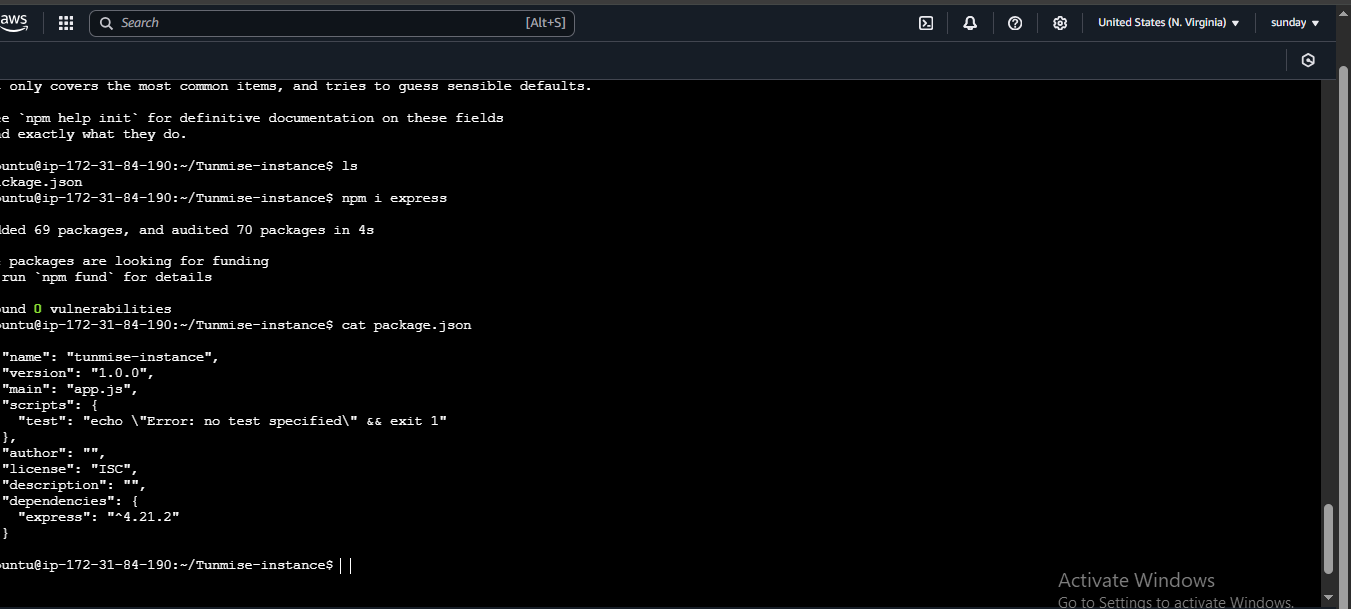 aws
Search
[Alt+S]
United States (N. Virginia)
sunday
only covers the most common items, and tries to guess sensible defaults.
e `npm help init` for definitive documentation on these fields
d exactly what they do.
untu@ip-172-31-84-190:~/Tunmise-instance$ ls
ckage.json
untu@ip-172-31-84-190:~/Tunmise-instance$ npm i express
ded 69 packages, and audited 70 packages in 4s
packages are looking for funding
run `npm fund` for details
und 0 vulnerabilities
untu@ip-172-31-84-190:~/Tunmise-instance$ cat package.json
"name": "tunmise-instance",
"version": "1.0.0",
"main": "app.js",
"scripts": {
"test": "echo \"Error: no test specified\" && exit 1"
},
"author": "",
"license": "ISC",
"description": "",
"dependencies": {
"express": "^4.21.2"
}
untu@ip-172-31-84-190:~/Tunmise-instance$
Activate Windows
Go to Settings to activate Windows.